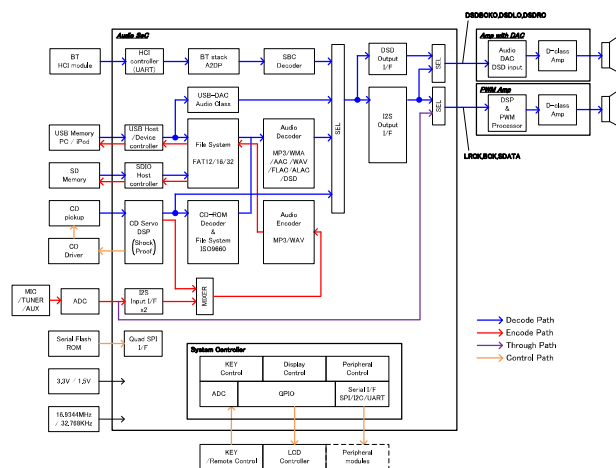 DSDBCKO,DSDLO,DSDRO
Audio SoC
Amp with DAC
BT
HCI module
HCI
controller
(UART)
BT stack
A2DP
SBC
Decoder
DSD
Output
I/F
SEL
Audio
DAC
DSD input
D-class
Amp
USB-DAC
Audio Class
SEL
I2S
Output
I/F
SEL
PWM Amp
DSP
&
PWM
Processor
D-class
Amp
LRCK,BCK,SDATA
USB Memory
PC / iPod
USB Host
/Device
controller
File System
FAT12/16/32
Audio
Decoder
MP3/WMA
/AAC /WAV
/FLAC/ALAC
/DSD
SD
Memory
SDIO
Host
controller
CD
pickup
CD Servo
DSP
(Shock
Proof)
CD-ROM
Decoder
&
File System
ISO9660
Audio
Encoder
MP3/WAV
CD
Driver
MIC
/TUNER
/AUX
ADC
I2S
Input I/F
x2
MIXER
Serial Flash
ROM
Quad SPI
I/F
3.3V / 1.5V
16.9344MHz
/ 32.768KHz
System Controller
KEY
Control
Display
Control
Peripheral
Control
ADC
GPIO
Serial I/F
SPI/I2C/UART
KEY
/Remote Control
LCD
Controller
Peripheral
modules
Decode Path
Encode Path
Through Path
Control Path